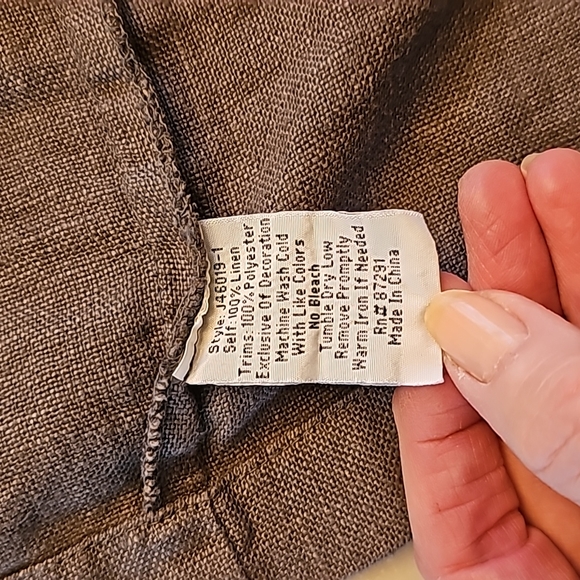 Style:J46019-1
Self:100% Linen
Trims:100% Polyester
Exclusive Of Decoration
Machine Wash Cold
With Like Colors
No Bleach
Tumble Dry Low
Remove Promptly
Warm Iron If Needed
Rn# 87291
Made In China